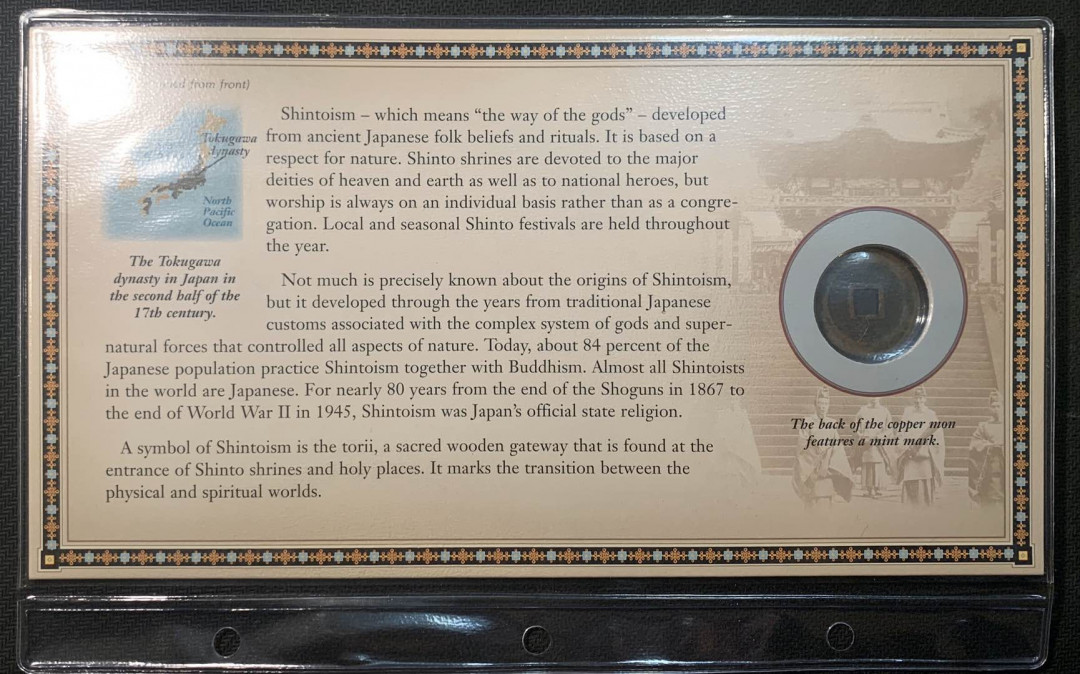 from front)
Tokugawa
dynasty
North
Pacific
Ocean
The Tokugawa
dynasty in Japan in
the second half of the
17th century.
Shintoism – which means “the way of the gods” – developed
from ancient Japanese folk beliefs and rituals. It is based on a
respect for nature. Shinto shrines are devoted to the major
deities of heaven and earth as well as to national heroes, but
worship is always on an individual basis rather than as a congre-
gation. Local and seasonal Shinto festivals are held throughout
the year.
Not much is precisely known about the origins of Shintoism,
but it developed through the years from traditional Japanese
customs associated with the complex system of gods and super-
natural forces that controlled all aspects of nature. Today, about 84 percent of the
Japanese population practice Shintoism together with Buddhism. Almost all Shintoists
in the world are Japanese. For nearly 80 years from the end of the Shoguns in 1867 to
the end of World War II in 1945, Shintoism was Japan’s official state religion.
A symbol of Shintoism is the torii, a sacred wooden gateway that is found at the
entrance of Shinto shrines and holy places. It marks the transition between the
physical and spiritual worlds.
The back of the copper mon
features a mint mark.